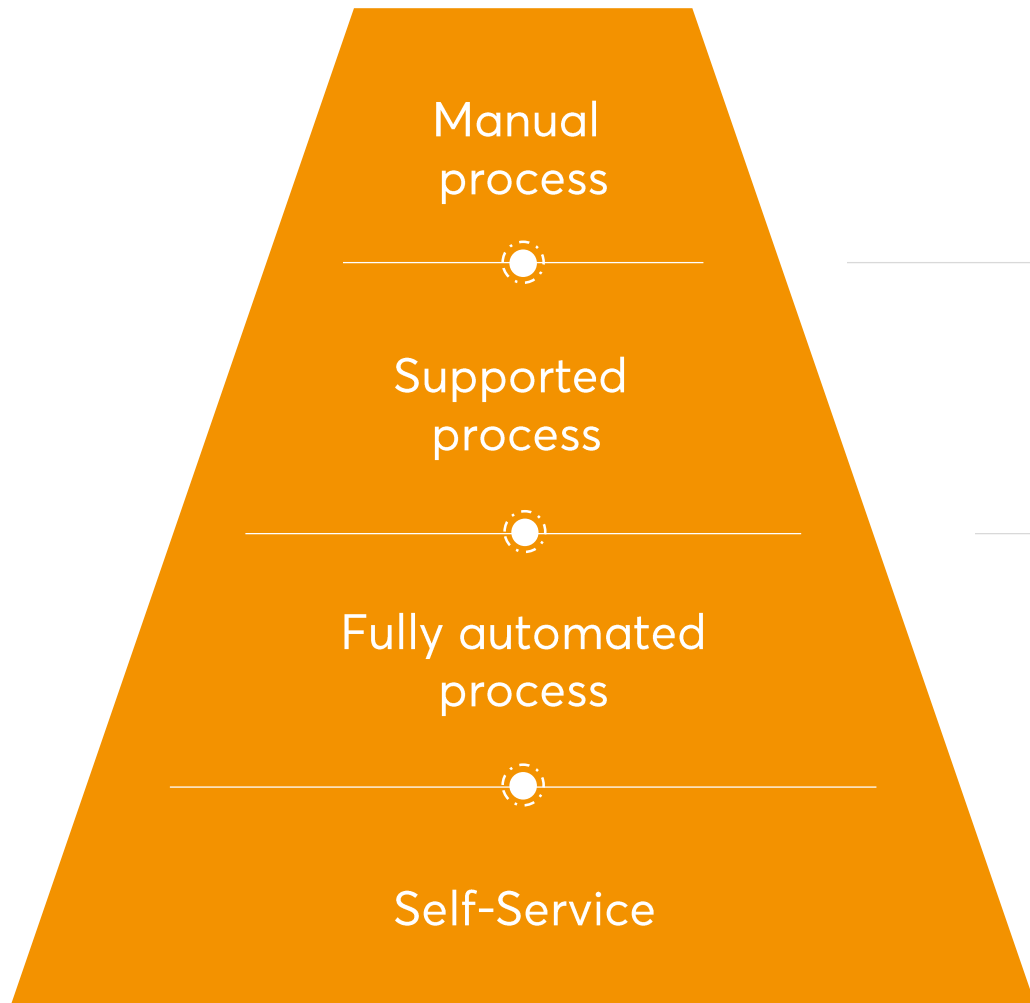 Manual
process
Supported
process
Fully automated
process
Self-Service